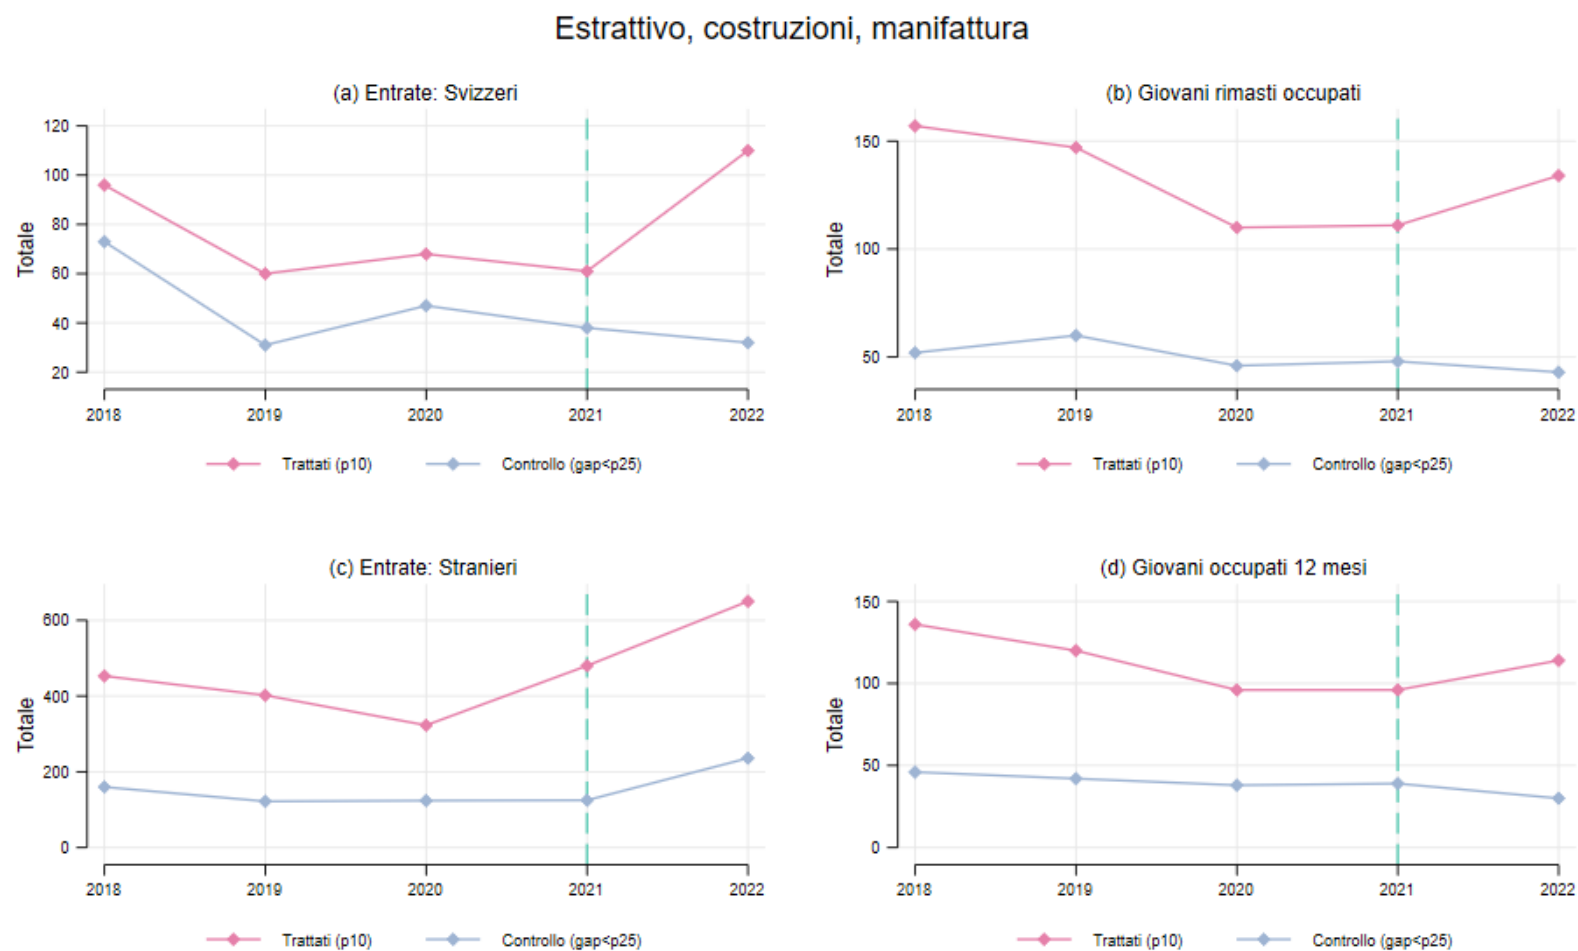 Estrattivo, costruzioni, manifattura
(a) Entrate: Svizzeri
Totale
120
100
80
60
40
20
2018 2019 2020 2021 2022
Trattati (p10) Controllo (gap<p25)
(b) Giovani rimasti occupati
Totale
150
100
50
2018 2019 2020 2021 2022
Trattati (p10) Controllo (gap<p25)
(c) Entrate: Stranieri
Totale
600
400
200
0
2018 2019 2020 2021 2022
Trattati (p10) Controllo (gap<p25)
(d) Giovani occupati 12 mesi
Totale
150
100
50
0
2018 2019 2020 2021 2022
Trattati (p10) Controllo (gap<p25)